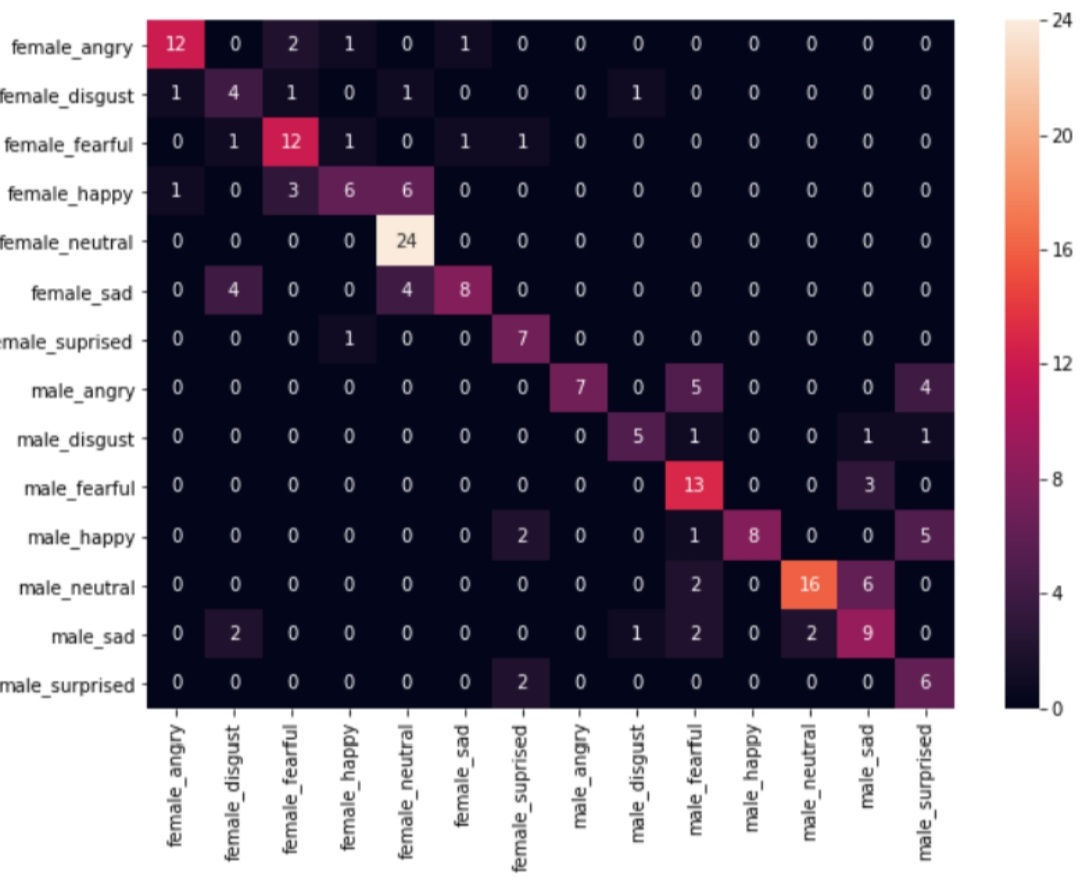 female_angry 12 0 2 1 0 1 0 0 0 0 0 0 0 0
female_disgust 1 4 1 0 1 0 0 0 1 0 0 0 0 0
female_fearful 0 1 12 1 0 1 1 0 0 0 0 0 0 0
female_happy 1 0 3 6 6 0 0 0 0 0 0 0 0 0
female_neutral 0 0 0 0 24 0 0 0 0 0 0 0 0 0
female_sad 0 4 0 0 4 8 0 0 0 0 0 0 0 0
emale_suprised 0 0 0 1 0 0 7 0 0 0 0 0 0 0
male_angry 0 0 0 0 0 0 0 7 0 5 0 0 0 4
male_disgust 0 0 0 0 0 0 0 0 5 1 0 0 1 1
male_fearful 0 0 0 0 0 0 0 0 0 13 0 0 3 0
male_happy 0 0 0 0 0 0 2 0 0 1 8 0 0 5
male_neutral 0 0 0 0 0 0 0 0 0 2 0 16 6 0
male_sad 0 2 0 0 0 0 0 0 1 2 0 2 9 0
male_surprised 0 0 0 0 0 0 2 0 0 0 0 0 0 6
female_angry
female_disgust
female_fearful
female_happy
female_neutral
female_sad
female_suprised
male_angry
male_disgust
male_fearful
male_happy
male_neutral
male_sad
male_surprised
24
20
16
12
8
4
0